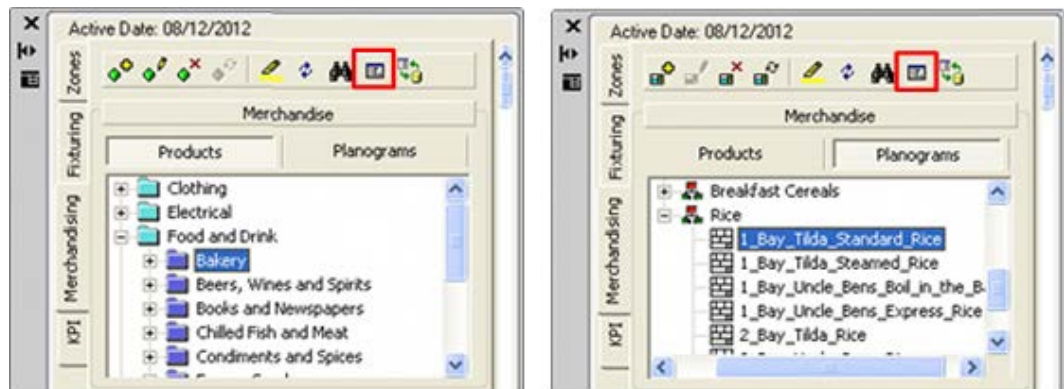 Active Date: 08/12/2012
Zones
Fixturing
Merchandising
KPI
Merchandise
Products
Planograms
Clothing
Electrical
Food and Drink
Bakery
Beers, Wines and Spirits
Books and Newspapers
Chilled Fish and Meat
Condiments and Spices
Active Date: 08/12/2012
Zones
Fixturing
Merchandising
KPI
Merchandise
Products
Planograms
Breakfast Cereals
Rice
1_Bay_Tilda_Standard_Rice
1_Bay_Tilda_Steamed_Rice
1_Bay_Uncle_Bens_Boil_in_the_B
1_Bay_Uncle_Bens_Express_Rice
2_Bay_Tilda_Rice